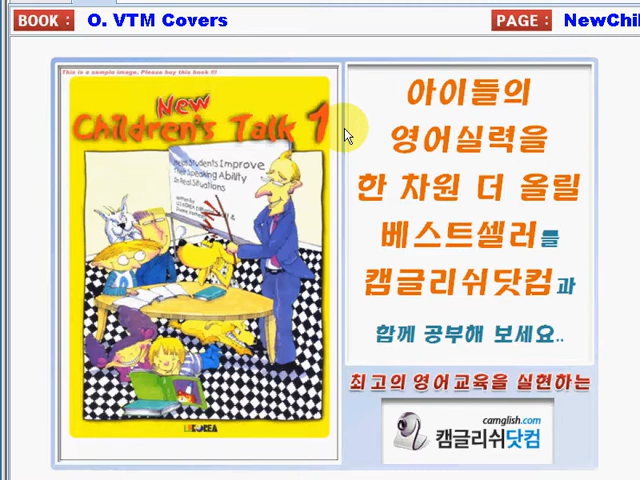 BOOK : O. VTM Covers PAGE : NewChil
This is a sample image. Please buy this book !!!
New
Children's Talk 1
Helps Students Improve
Their Speaking Ability
In Real Situations
written by
아이들의
영어실력을
한 차원 더 올릴
베스트셀러를
캠글리쉬닷컴과
함께 공부해 보세요..
최고의 영어교육을 실현하는
camglish.com
캠글리쉬닷컴